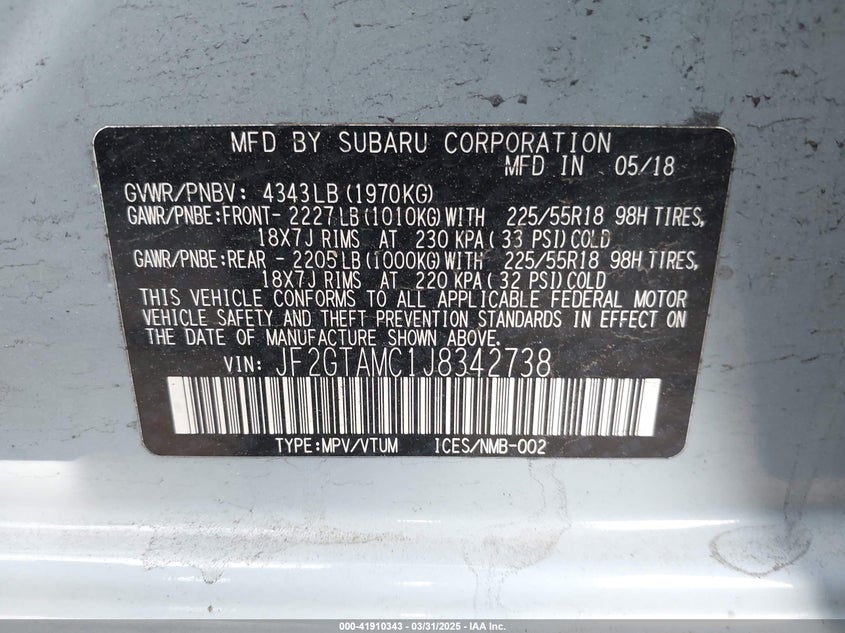 MFD BY SUBARU CORPORATION
MFD IN 05/18
GVWR/PNBV: 4343LB (1970KG)
GAWR/PNBE:FRONT- 2227LB (1010KG) WITH 225/55R18 98H TIRES,
18X7J RIMS AT 230 KPA ( 33 PSI) COLD
GAWR/PNBE:REAR - 2205LB (1000KG) WITH 225/55R18 98H TIRES,
18X7J RIMS AT 220 KPA ( 32 PSI) COLD
THIS VEHICLE CONFORMS TO ALL APPLICABLE FEDERAL MOTOR
VEHICLE SAFETY AND THEFT PREVENTION STANDARDS IN EFFECT ON
THE DATE OF MANUFACTURE SHOWN ABOVE.
VIN: JF2GTAMC1J8342738
TYPE:MPV/VTUM ICES/NMB-002
000-41910343 - 03/31/2025 - IAA Inc.